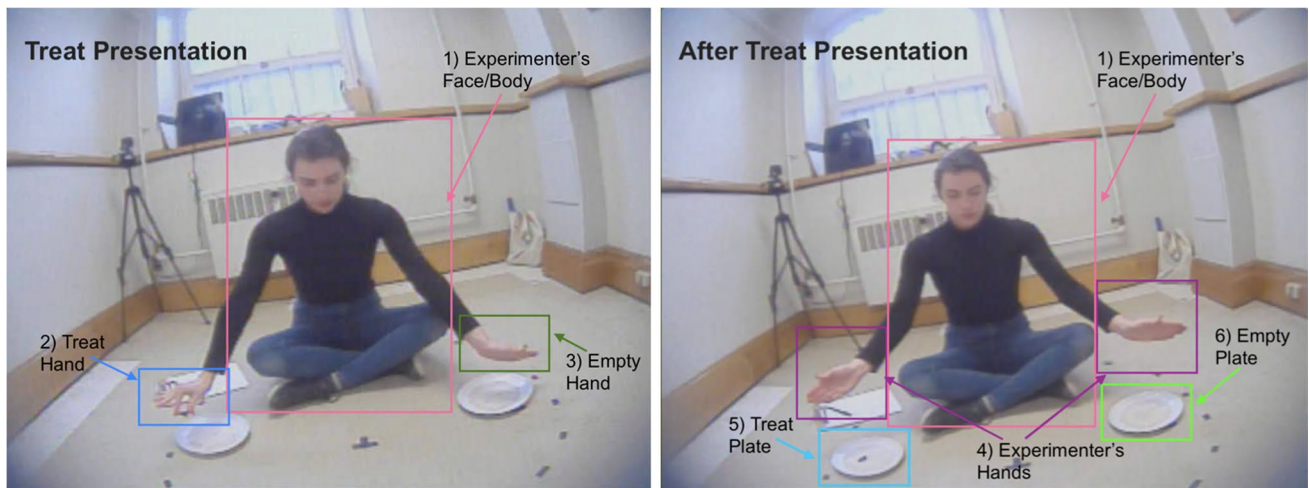 Treat Presentation
1) Experimenter's
Face/Body
2) Treat
Hand
3) Empty
Hand
After Treat Presentation
1) Experimenter's
Face/Body
6) Empty
Plate
5) Treat
Plate
4) Experimenter's
Hands